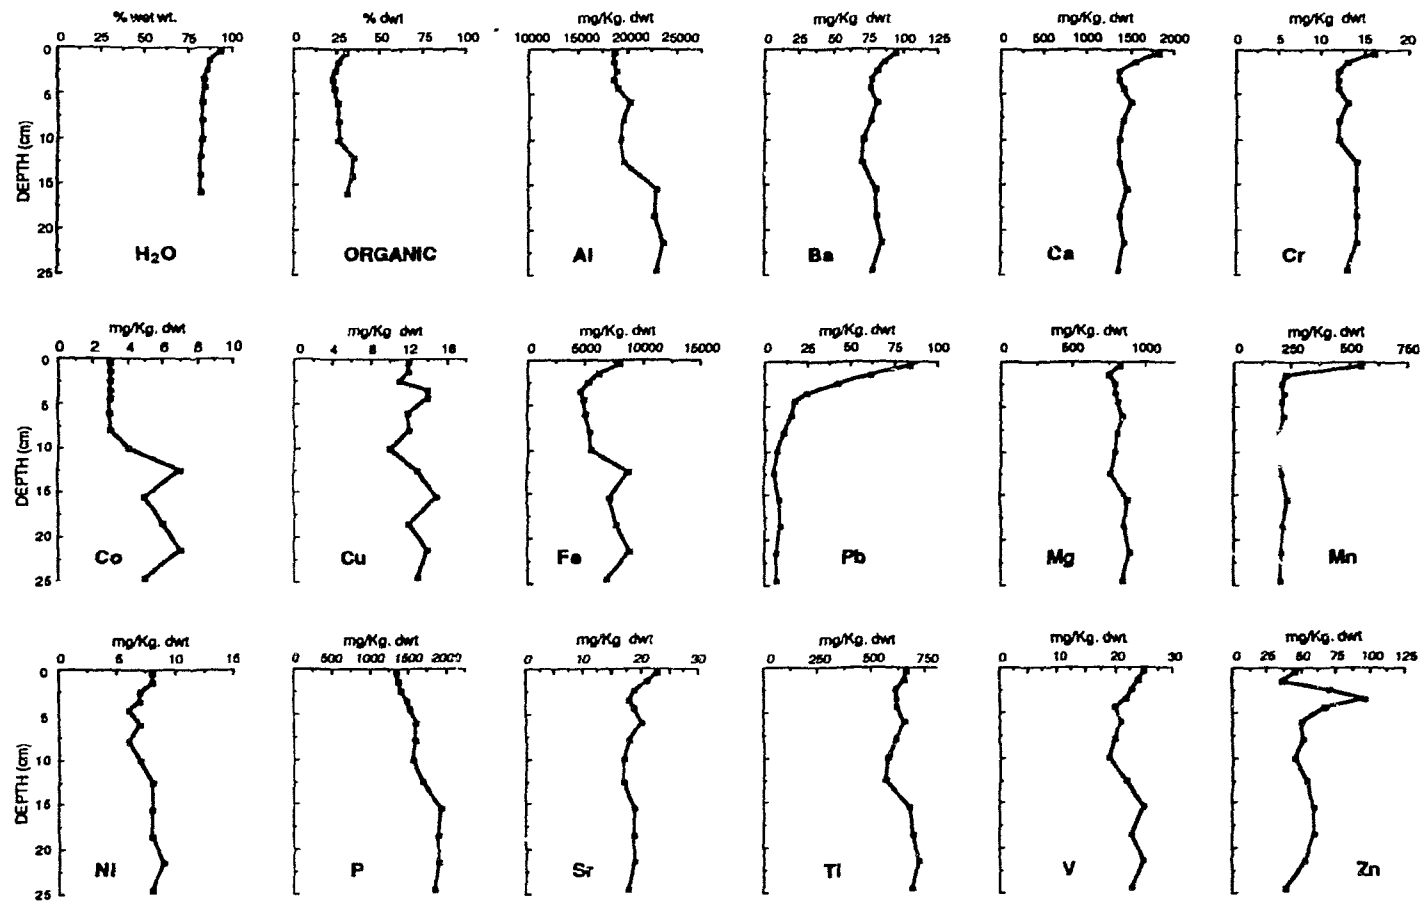 % wet wt. % dwt mg/Kg. dwt mg/Kg. dwt mg/Kg. dwt mg/Kg dwt
0 25 50 75 100 0 25 50 75 100 10000 15000 20000 25000 0 25 50 75 100 125 0 500 1000 1500 2000 0 5 10 15 20
0
5
10
15
20
25
DEPTH (cm)
H2O ORGANIC Al Ba Ca Cr
mg/Kg. dwt mg/Kg dwt mg/Kg. dwt mg/Kg. dwt mg/Kg. dwt mg/Kg. dwt
0 2 4 6 8 10 0 4 8 12 16 0 5000 10000 15000 0 25 50 75 100 0 500 1000 0 250 500 750
0
5
10
15
20
25
DEPTH (cm)
Co Cu Fe Pb Mg Mn
mg/Kg. dwt mg/Kg. dwt mg/Kg dwt mg/Kg. dwt mg/Kg. dwt mg/Kg. dwt
0 5 10 15 0 500 1000 1500 2000 0 10 20 30 0 250 500 750 0 10 20 30 0 25 50 75 100 125
0
5
10
15
20
25
DEPTH (cm)
Ni P Sr Ti V Zn